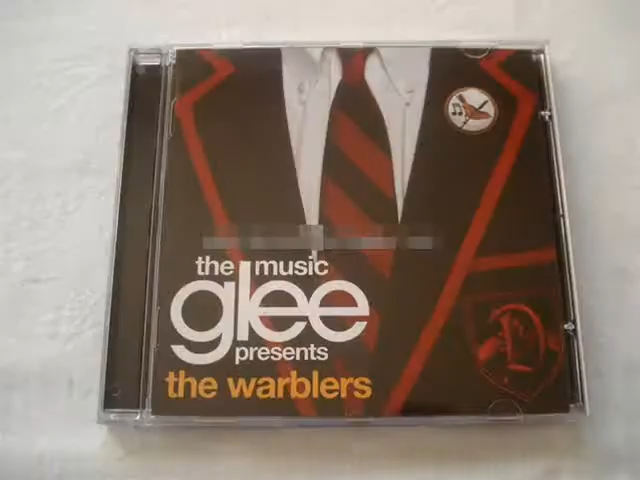 the music
glee
presents
the warblers
D